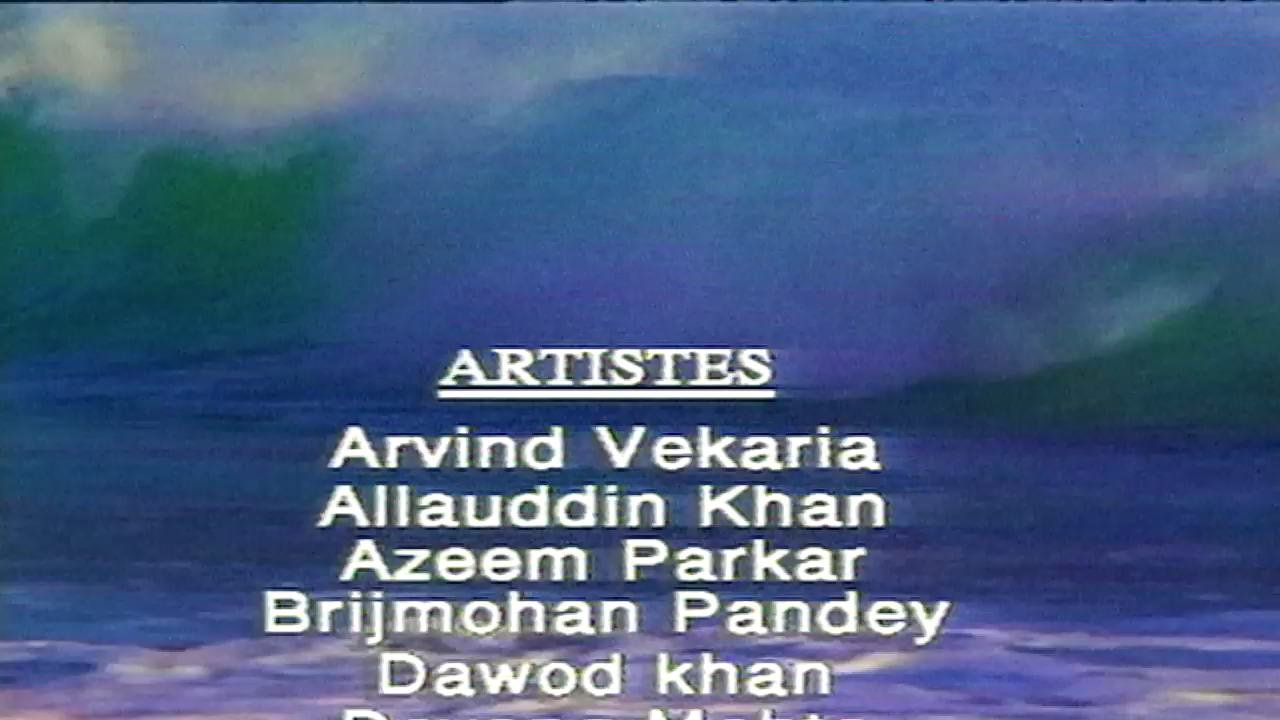 ARTISTES
Arvind Vekaria
Allauddin Khan
Azeem Parkar
Brijmohan Pandey
Dawod khan